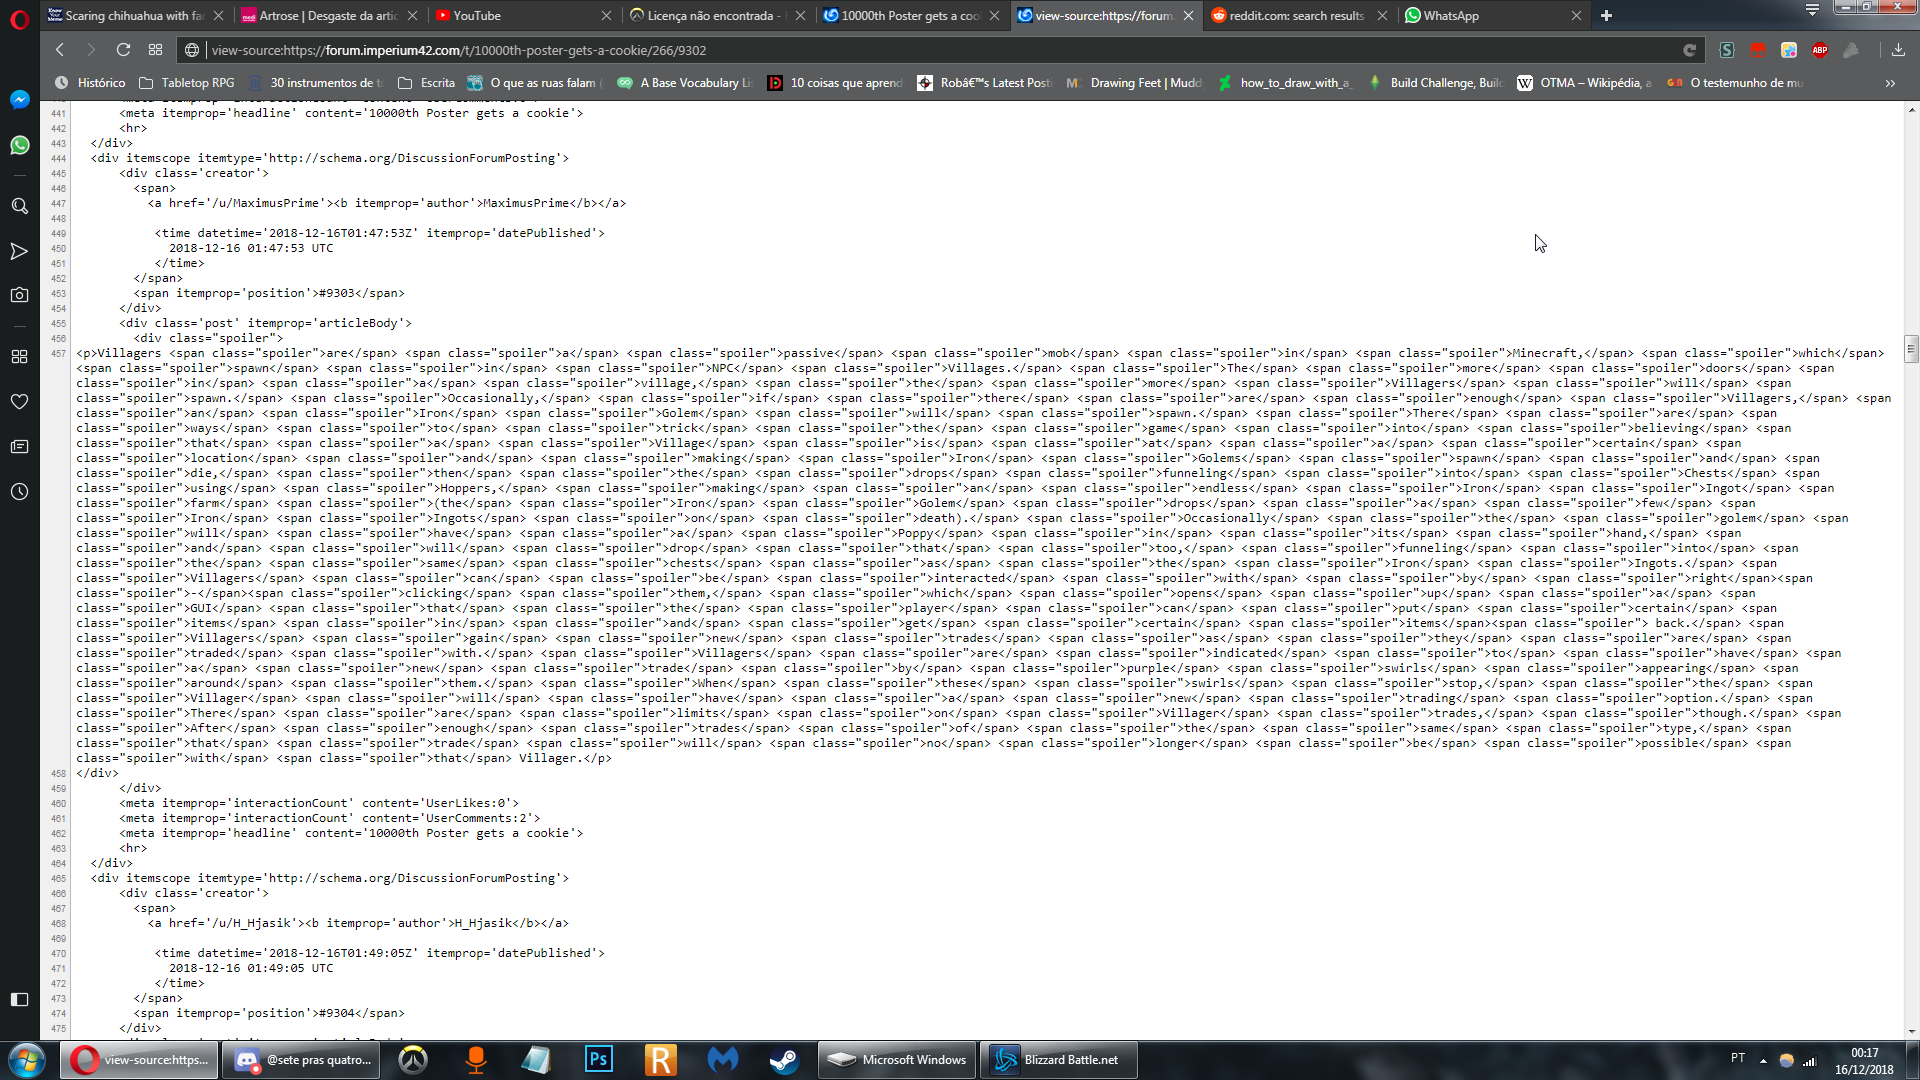 Scaring chihuahua with fa
Artrose | Desgaste da artic
YouTube
Licença não encontrada -
10000th Poster gets a coo
view-source:https://forum.
reddit.com: search results
WhatsApp
view-source:https://forum.imperium42.com/t/10000th-poster-gets-a-cookie/266/9302
Histórico
Tabletop RPG
30 instrumentos de t
Escrita
O que as ruas falam
A Base Vocabulary Li
10 coisas que apren
Robâ€™s Latest Posti
Drawing Feet | Mudd
how_to_draw_with_a_
Build Challenge, Buil
OTMA – Wikipédia, a
O testemunho de mu
441 <meta itemprop='headline' content='10000th Poster gets a cookie'>
442 <hr>
443 </div>
444 <div itemscope itemtype='http://schema.org/DiscussionForumPosting'>
445 <div class='creator'>
446 <span>
447 <a href='/u/MaximusPrime'><b itemprop='author'>MaximusPrime</b></a>
448
449 <time datetime='2018-12-16T01:47:53Z' itemprop='datePublished'>
450 2018-12-16 01:47:53 UTC
451 </time>
452 </span>
453 <span itemprop='position'>#9303</span>
454 </div>
455 <div class='post' itemprop='articleBody'>
456 <div class="spoiler">
457 <p>Villagers <span class="spoiler">are</span> <span class="spoiler">a</span> <span class="spoiler">passive</span> <span class="spoiler">mob</span> <span class="spoiler">in</span> <span class="spoiler">Minecraft,</span> <span class="spoiler">which</span>
<span class="spoiler">spawn</span> <span class="spoiler">in</span> <span class="spoiler">NPC</span> <span class="spoiler">Villages.</span> <span class="spoiler">The</span> <span class="spoiler">more</span> <span class="spoiler">doors</span> <span
class="spoiler">in</span> <span class="spoiler">a</span> <span class="spoiler">village,</span> <span class="spoiler">the</span> <span class="spoiler">more</span> <span class="spoiler">Villagers</span> <span class="spoiler">will</span> <span
class="spoiler">spawn.</span> <span class="spoiler">Occasionally,</span> <span class="spoiler">if</span> <span class="spoiler">there</span> <span class="spoiler">are</span> <span class="spoiler">enough</span> <span class="spoiler">Villagers,</span> <span
class="spoiler">an</span> <span class="spoiler">Iron</span> <span class="spoiler">Golem</span> <span class="spoiler">will</span> <span class="spoiler">spawn.</span> <span class="spoiler">There</span> <span class="spoiler">are</span> <span
class="spoiler">ways</span> <span class="spoiler">to</span> <span class="spoiler">trick</span> <span class="spoiler">the</span> <span class="spoiler">game</span> <span class="spoiler">into</span> <span class="spoiler">believing</span> <span
class="spoiler">that</span> <span class="spoiler">a</span> <span class="spoiler">Village</span> <span class="spoiler">is</span> <span class="spoiler">at</span> <span class="spoiler">a</span> <span class="spoiler">certain</span> <span
class="spoiler">location</span> <span class="spoiler">and</span> <span class="spoiler">making</span> <span class="spoiler">Iron</span> <span class="spoiler">Golems</span> <span class="spoiler">spawn</span> <span class="spoiler">and</span> <span
class="spoiler">die,</span> <span class="spoiler">then</span> <span class="spoiler">the</span> <span class="spoiler">drops</span> <span class="spoiler">funneling</span> <span class="spoiler">into</span> <span class="spoiler">Chests</span> <span
class="spoiler">using</span> <span class="spoiler">Hoppers,</span> <span class="spoiler">making</span> <span class="spoiler">an</span> <span class="spoiler">endless</span> <span class="spoiler">Iron</span> <span class="spoiler">Ingot</span> <span
class="spoiler">farm</span> <span class="spoiler">(the</span> <span class="spoiler">Iron</span> <span class="spoiler">Golem</span> <span class="spoiler">drops</span> <span class="spoiler">a</span> <span class="spoiler">few</span> <span
class="spoiler">Iron</span> <span class="spoiler">Ingots</span> <span class="spoiler">on</span> <span class="spoiler">death).</span> <span class="spoiler">Occasionally</span> <span class="spoiler">the</span> <span class="spoiler">golem</span> <span
class="spoiler">will</span> <span class="spoiler">have</span> <span class="spoiler">a</span> <span class="spoiler">Poppy</span> <span class="spoiler">in</span> <span class="spoiler">its</span> <span class="spoiler">hand,</span> <span
class="spoiler">and</span> <span class="spoiler">will</span> <span class="spoiler">drop</span> <span class="spoiler">that</span> <span class="spoiler">too,</span> <span class="spoiler">funneling</span> <span class="spoiler">into</span> <span
class="spoiler">the</span> <span class="spoiler">same</span> <span class="spoiler">chests</span> <span class="spoiler">as</span> <span class="spoiler">the</span> <span class="spoiler">Iron</span> <span class="spoiler">Ingots.</span> <span
class="spoiler">Villagers</span> <span class="spoiler">can</span> <span class="spoiler">be</span> <span class="spoiler">interacted</span> <span class="spoiler">with</span> <span class="spoiler">by</span> <span class="spoiler">right</span><span
class="spoiler">-</span><span class="spoiler">clicking</span> <span class="spoiler">them,</span> <span class="spoiler">which</span> <span class="spoiler">opens</span> <span class="spoiler">up</span> <span class="spoiler">a</span> <span
class="spoiler">GUI</span> <span class="spoiler">that</span> <span class="spoiler">the</span> <span class="spoiler">player</span> <span class="spoiler">can</span> <span class="spoiler">put</span> <span class="spoiler">certain</span> <span
class="spoiler">items</span> <span class="spoiler">in</span> <span class="spoiler">and</span> <span class="spoiler">get</span> <span class="spoiler">certain</span> <span class="spoiler">items</span><span class="spoiler"> back.</span> <span
class="spoiler">Villagers</span> <span class="spoiler">gain</span> <span class="spoiler">new</span> <span class="spoiler">trades</span> <span class="spoiler">as</span> <span class="spoiler">they</span> <span class="spoiler">are</span> <span
class="spoiler">traded</span> <span class="spoiler">with.</span> <span class="spoiler">Villagers</span> <span class="spoiler">are</span> <span class="spoiler">indicated</span> <span class="spoiler">to</span> <span class="spoiler">have</span> <span
class="spoiler">a</span> <span class="spoiler">new</span> <span class="spoiler">trade</span> <span class="spoiler">by</span> <span class="spoiler">purple</span> <span class="spoiler">swirls</span> <span class="spoiler">appearing</span> <span
class="spoiler">around</span> <span class="spoiler">them.</span> <span class="spoiler">When</span> <span class="spoiler">these</span> <span class="spoiler">swirls</span> <span class="spoiler">stop,</span> <span class="spoiler">the</span> <span
class="spoiler">Villager</span> <span class="spoiler">will</span> <span class="spoiler">have</span> <span class="spoiler">a</span> <span class="spoiler">new</span> <span class="spoiler">trading</span> <span class="spoiler">option.</span> <span
class="spoiler">There</span> <span class="spoiler">are</span> <span class="spoiler">limits</span> <span class="spoiler">on</span> <span class="spoiler">Villager</span> <span class="spoiler">trades,</span> <span class="spoiler">though.</span> <span
class="spoiler">After</span> <span class="spoiler">enough</span> <span class="spoiler">trades</span> <span class="spoiler">of</span> <span class="spoiler">the</span> <span class="spoiler">same</span> <span class="spoiler">type,</span> <span
class="spoiler">that</span> <span class="spoiler">trade</span> <span class="spoiler">will</span> <span class="spoiler">no</span> <span class="spoiler">longer</span> <span class="spoiler">be</span> <span class="spoiler">possible</span> <span
class="spoiler">with</span> <span class="spoiler">that</span> Villager.</p>
458 </div>
459 </div>
460 <meta itemprop='interactionCount' content='UserLikes:0'>
461 <meta itemprop='interactionCount' content='UserComments:2'>
462 <meta itemprop='headline' content='10000th Poster gets a cookie'>
463 <hr>
464 </div>
465 <div itemscope itemtype='http://schema.org/DiscussionForumPosting'>
466 <div class='creator'>
467 <span>
468 <a href='/u/H_Hjasik'><b itemprop='author'>H_Hjasik</b></a>
469
470 <time datetime='2018-12-16T01:49:05Z' itemprop='datePublished'>
471 2018-12-16 01:49:05 UTC
472 </time>
473 </span>
474 <span itemprop='position'>#9304</span>
475 </div>
view-source:https...
@sete pras quatro...
Ps
R
Microsoft Windows
Blizzard Battle.net
PT
00:17
16/12/2018